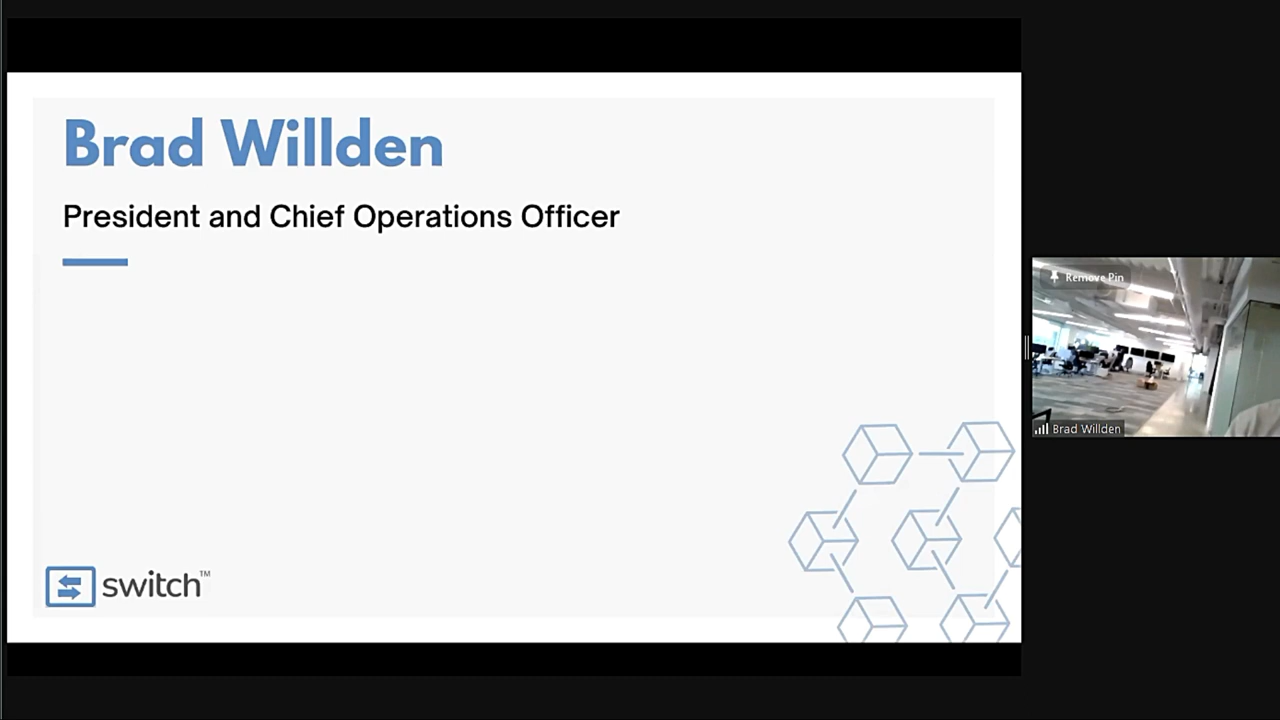 Brad Willden
President and Chief Operations Officer
switch™
Remove Pin
Brad Willden